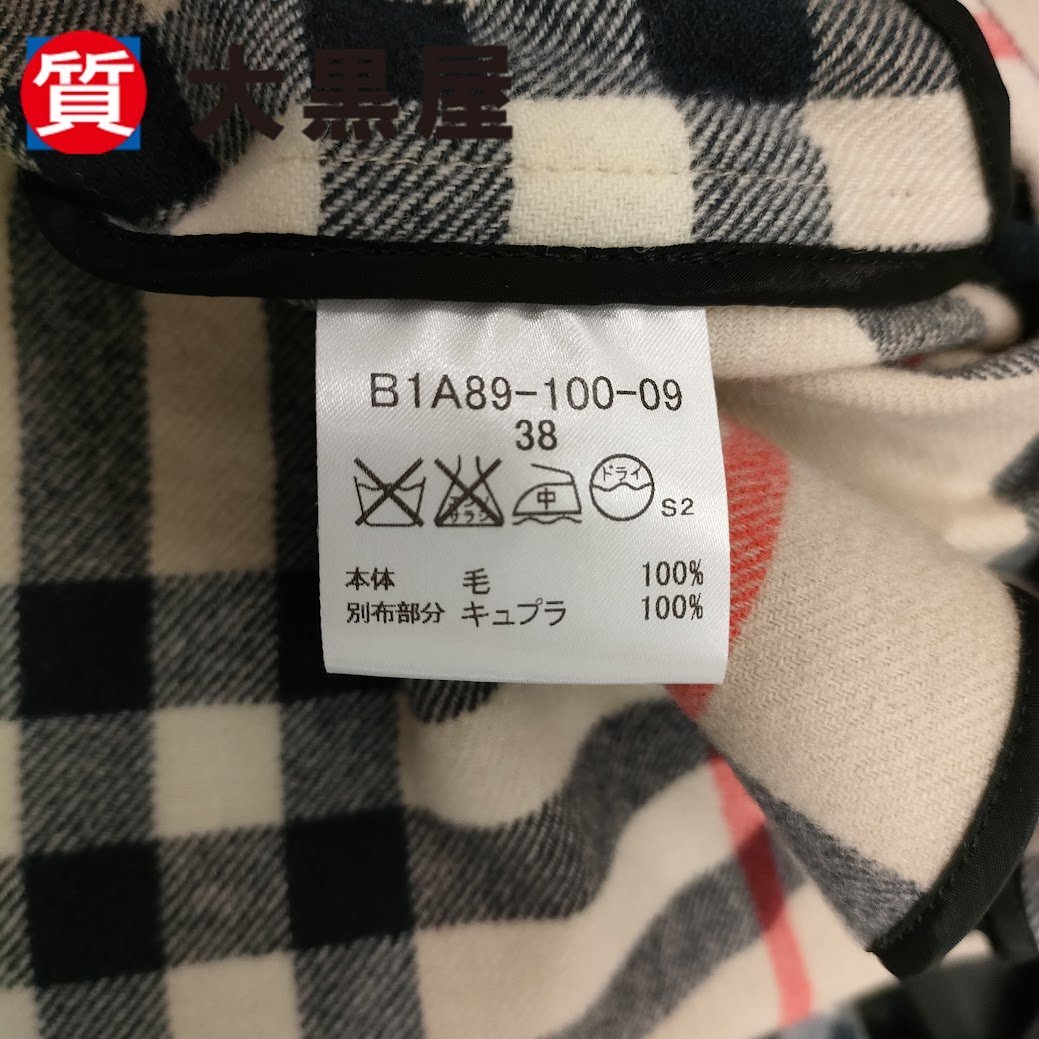 質 大黒屋
B1A89-100-09
38
中 ドライ S2
本体 毛 100%
別布部分 キュプラ 100%